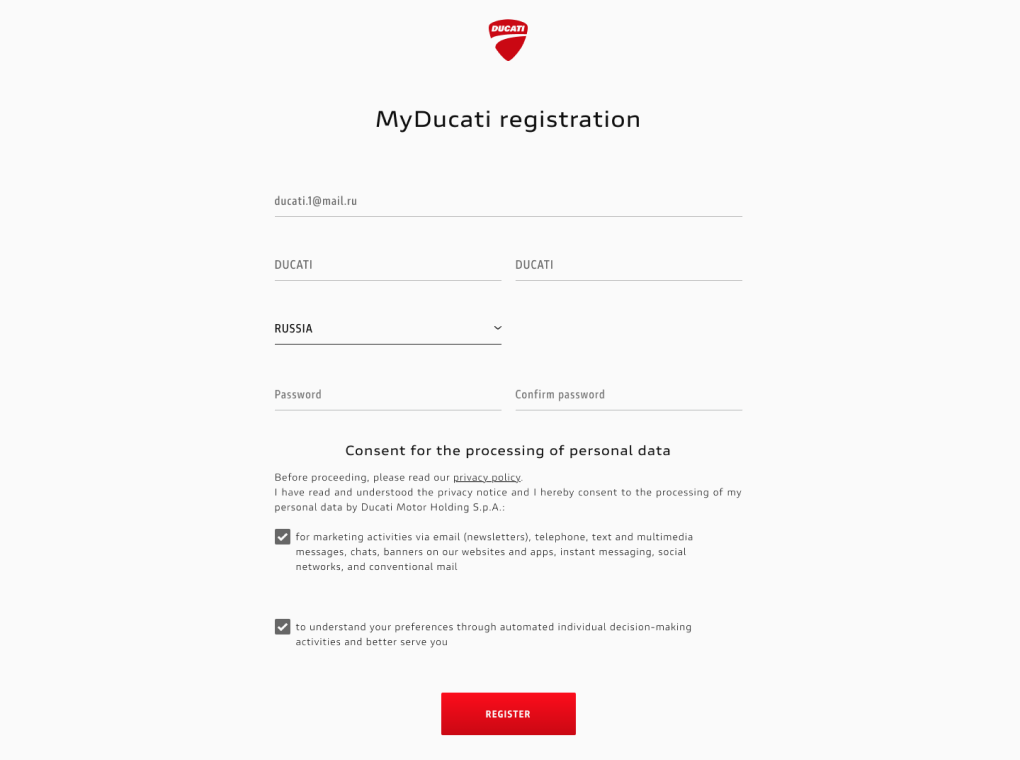 DUCATI
MyDucati registration
ducati.1@mail.ru
DUCATI DUCATI
RUSSIA
Password Confirm password
Consent for the processing of personal data
Before proceeding, please read our privacy policy.
I have read and understood the privacy notice and I hereby consent to the processing of my
personal data by Ducati Motor Holding S.p.A.:
for marketing activities via email (newsletters), telephone, text and multimedia
messages, chats, banners on our websites and apps, instant messaging, social
networks, and conventional mail
to understand your preferences through automated individual decision-making
activities and better serve you
REGISTER